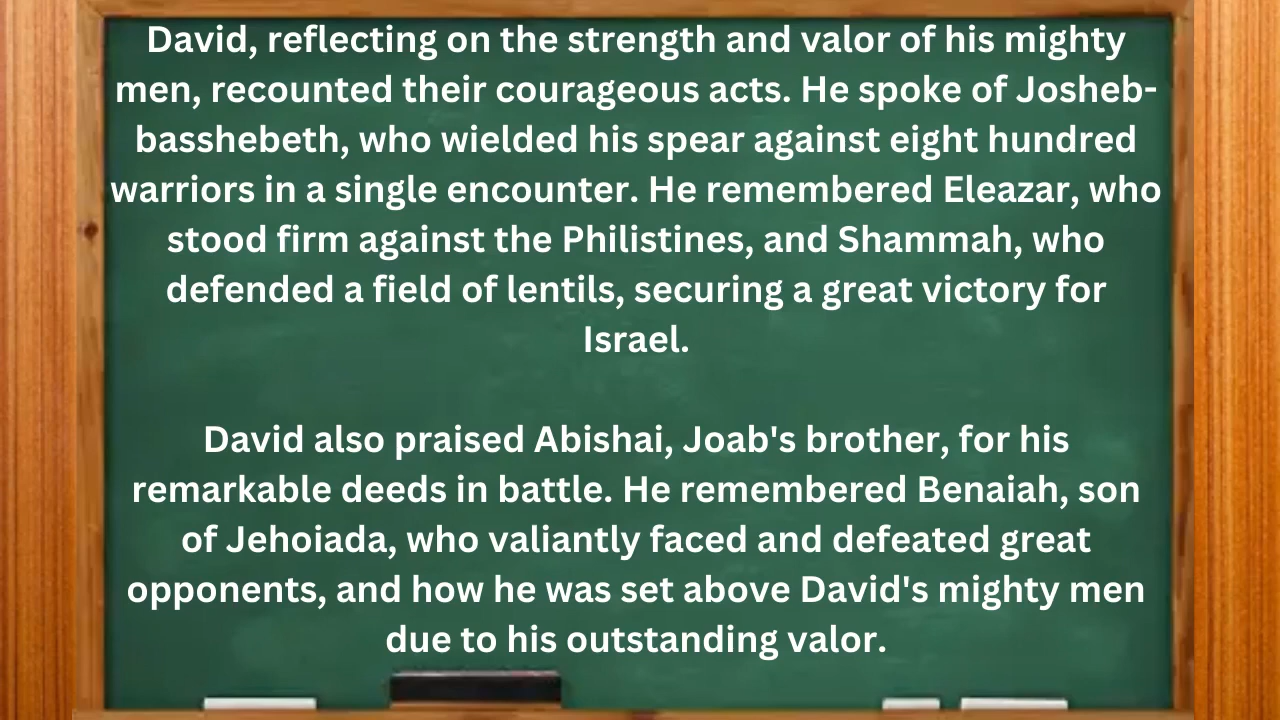 David, reflecting on the strength and valor of his mighty
men, recounted their courageous acts. He spoke of Josheb-
basshebeth, who wielded his spear against eight hundred
warriors in a single encounter. He remembered Eleazar, who
stood firm against the Philistines, and Shammah, who
defended a field of lentils, securing a great victory for
Israel.
David also praised Abishai, Joab's brother, for his
remarkable deeds in battle. He remembered Benaiah, son
of Jehoiada, who valiantly faced and defeated great
opponents, and how he was set above David's mighty men
due to his outstanding valor.